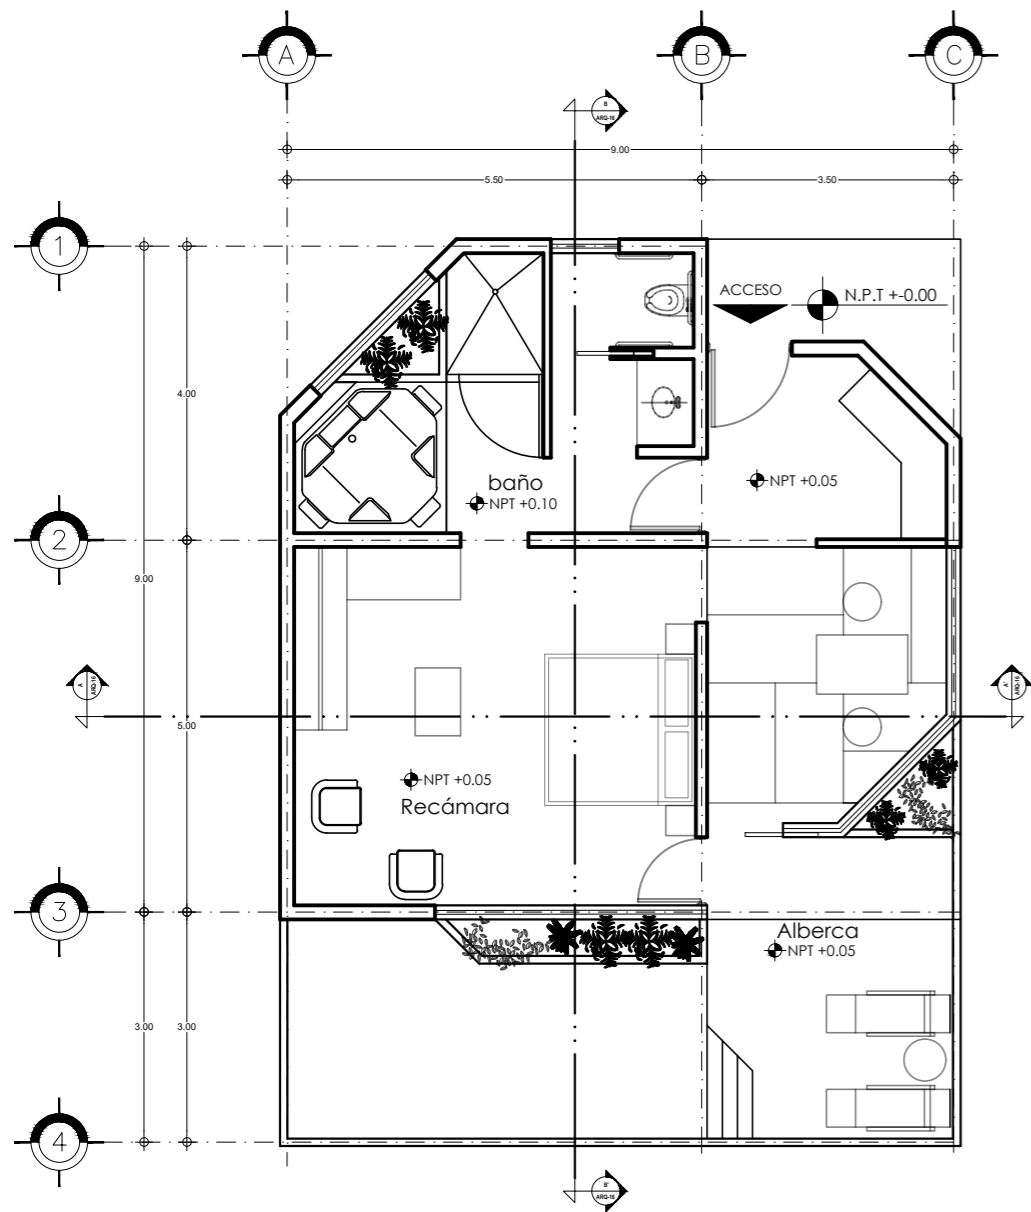 A
B
C
B
ARQ-16
9.00
5.50
3.50
1
ACCESO
N.P.T +-0.00
4.00
baño
NPT +0.10
NPT +0.05
2
9.00
A
ARQ-16
A'
ARQ-16
5.00
NPT +0.05
Recámara
3
Alberca
NPT +0.05
3.00
3.00
4
B'
ARQ-16